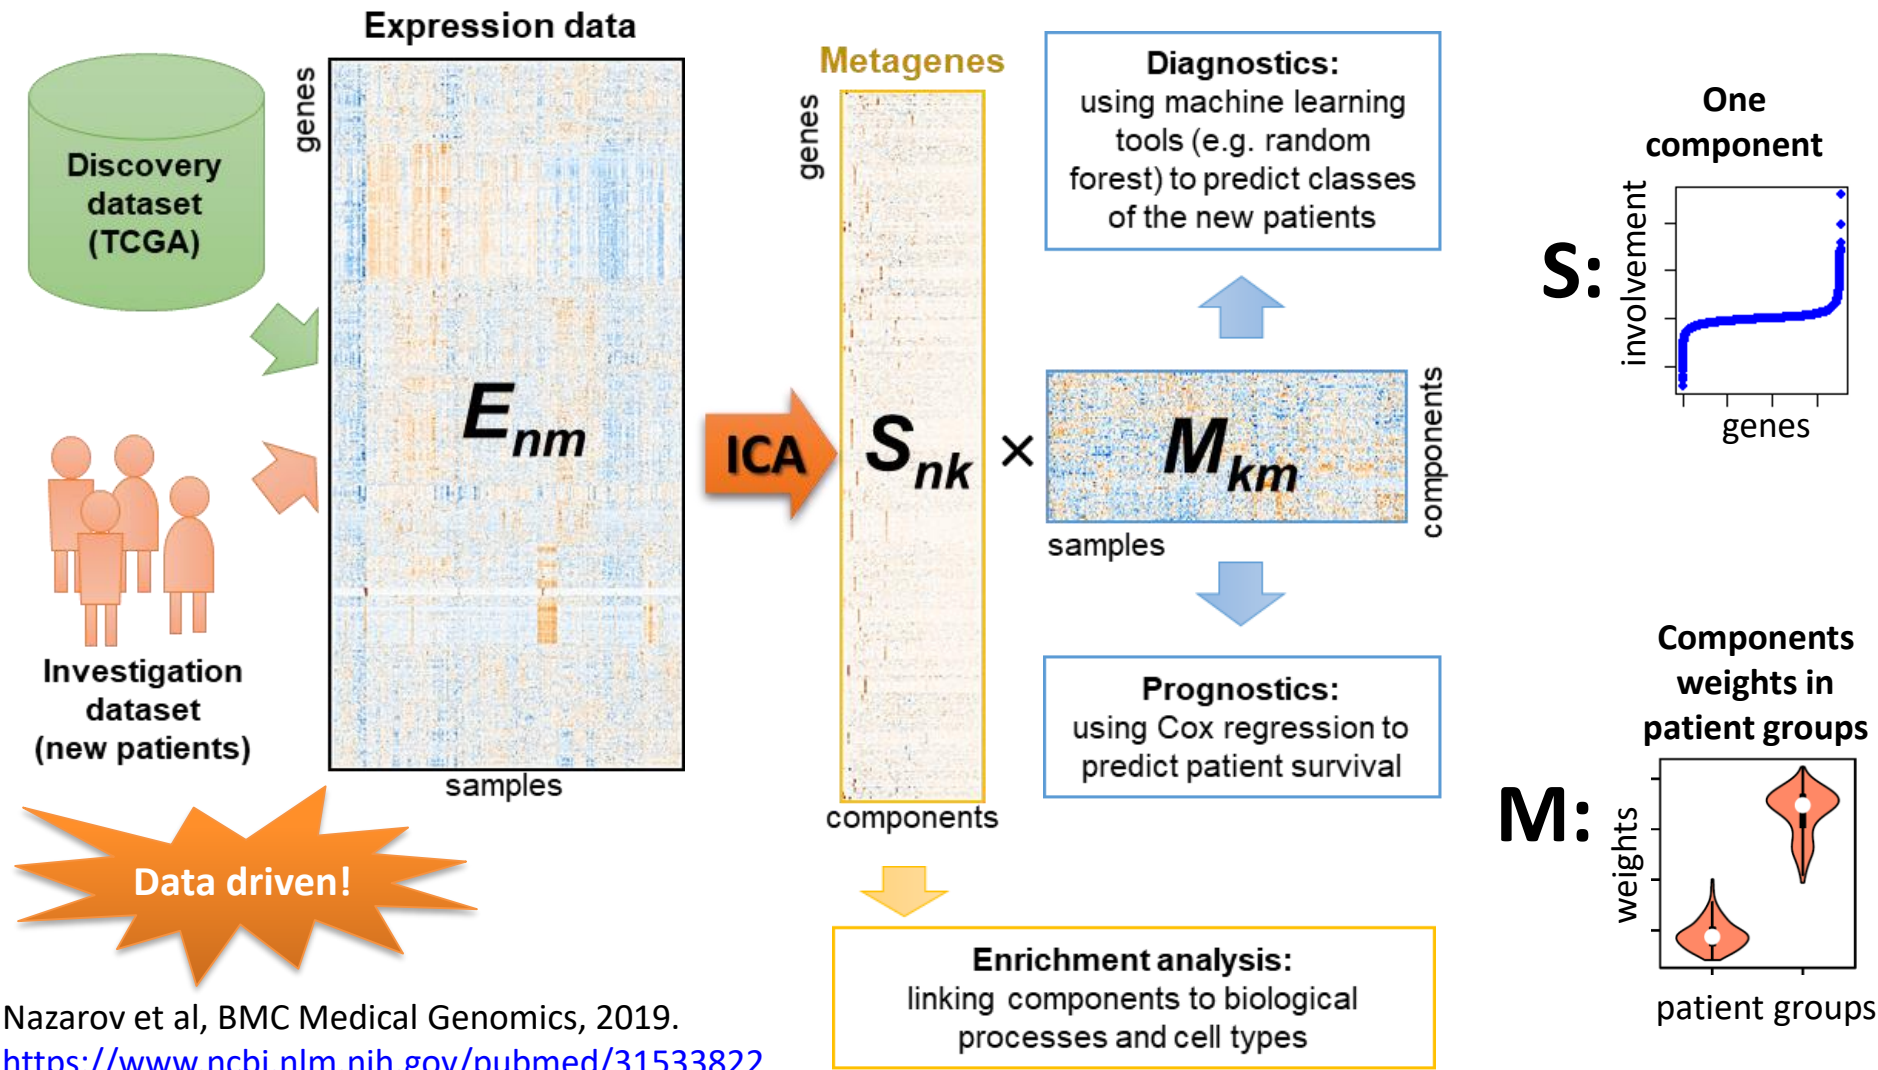 Expression data
genes
Discovery
dataset
(TCGA)
Investigation
dataset
(new patients)
E nm
samples
Data driven!
Nazarov et al, BMC Medical Genomics, 2019.
https://www.ncbi.nlm.nih.gov/pubmed/31533822
ICA
Metagenes
genes
S nk
components
×
M km
samples
components
Diagnostics:
using machine learning
tools (e.g. random
forest) to predict classes
of the new patients
Prognostics:
using Cox regression to
predict patient survival
Enrichment analysis:
linking components to biological
processes and cell types
One
component
S:
involvement
genes
Components
weights in
patient groups
M:
weights
patient groups